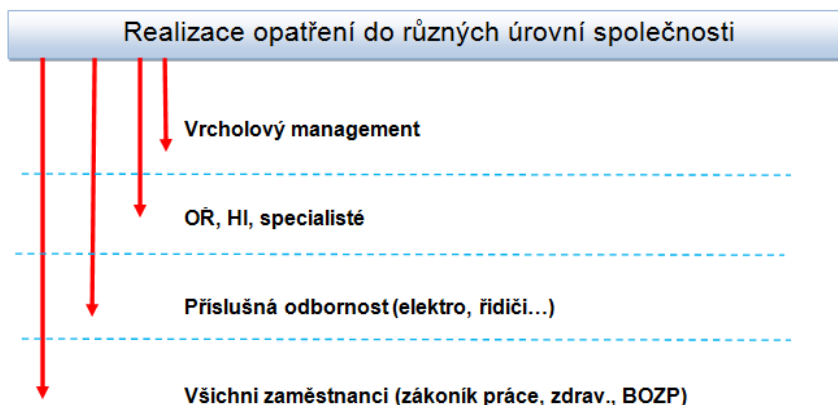 Realizace opatření do různých úrovní společnosti
Vrcholový management
OŘ, HI, specialisté
Příslušná odbornost (elektro, řidiči...)
Všichni zaměstnanci (zákoník práce, zdrav., BOZP)